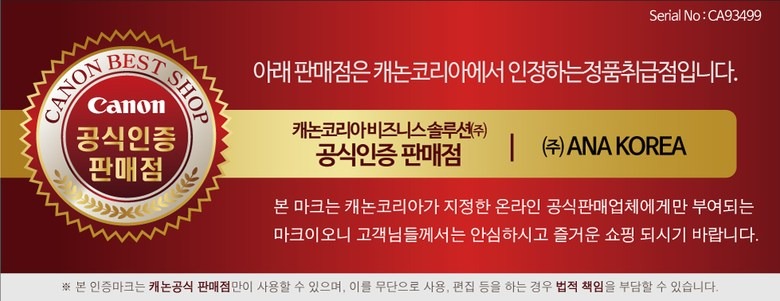 Serial No : CA93499
아래 판매점은 캐논코리아에서 인정하는정품취급점입니다.
CANON BEST SHOP
Canon
공식인증
판매점
캐논코리아 비즈니스 솔루션㈜
공식인증 판매점 | ㈜ ANA KOREA
본 마크는 캐논코리아가 지정한 온라인 공식판매업체에게만 부여되는
마크이오니 고객님들께서는 안심하시고 즐거운 쇼핑 되시기 바랍니다.
※ 본 인증마크는 캐논공식 판매점만이 사용할 수 있으며, 이를 무단으로 사용, 편집 등을 하는 경우 법적 책임을 부담할 수 있습니다.